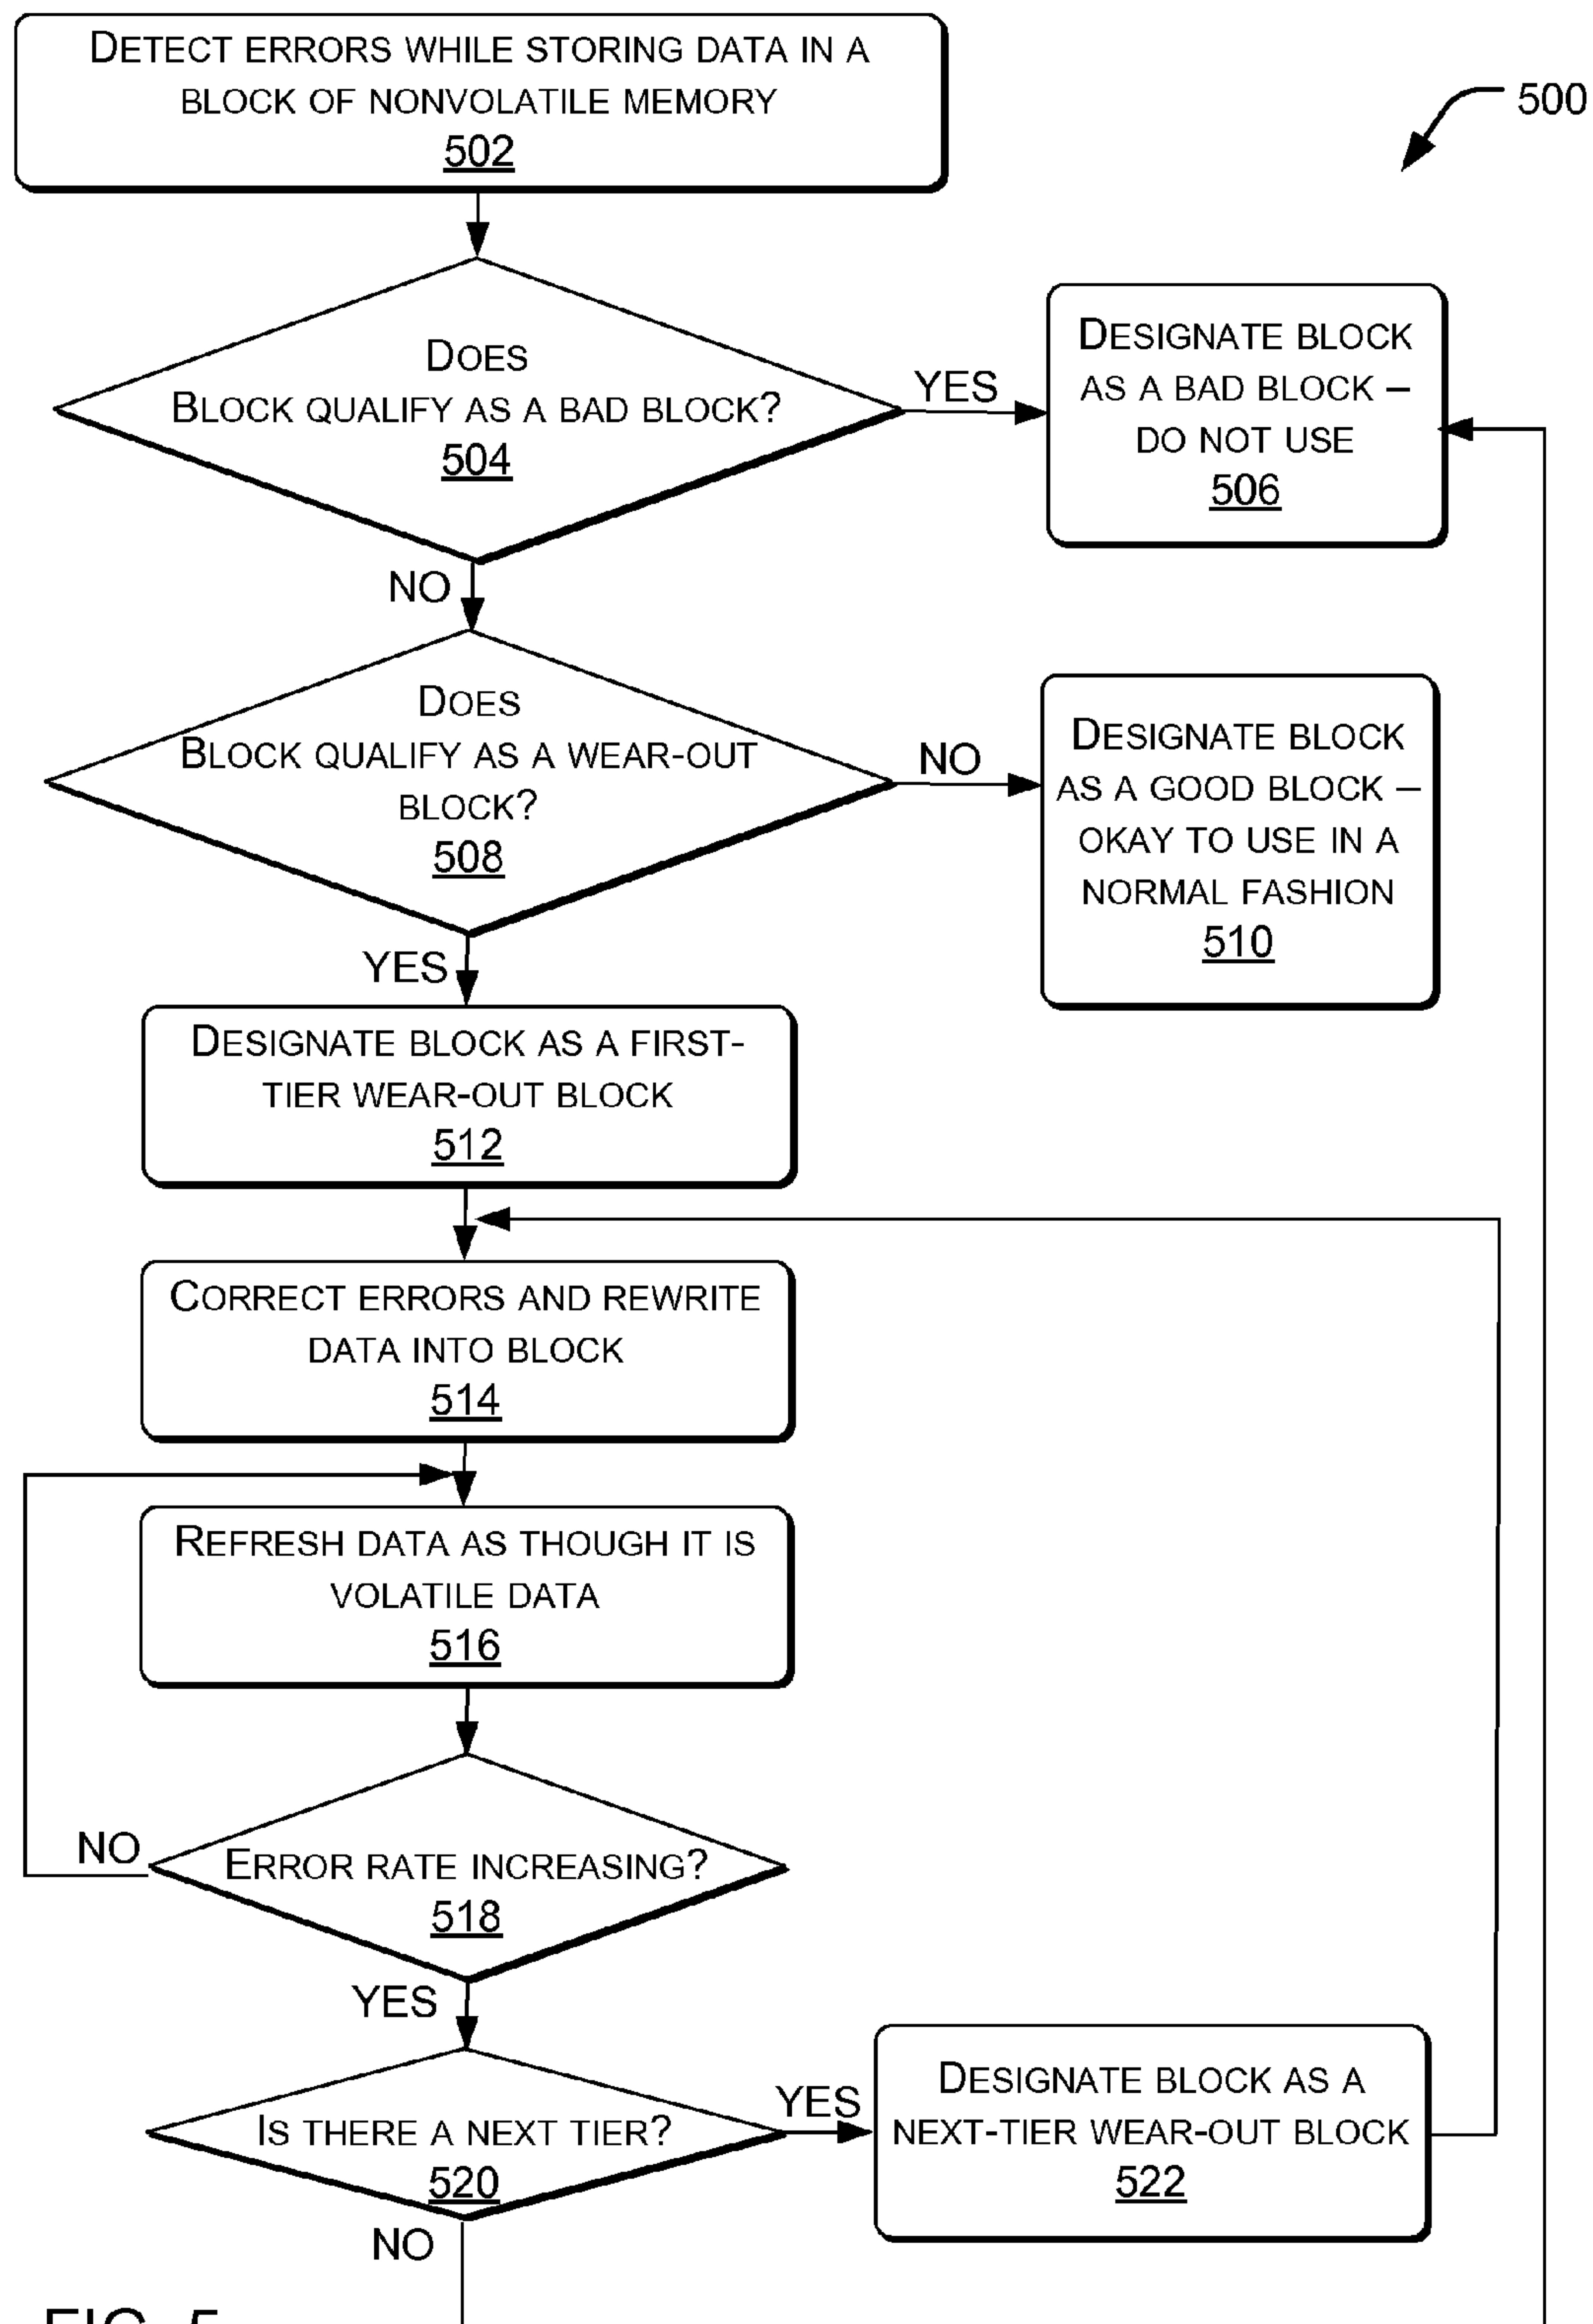 DETECT ERRORS WHILE STORING DATA IN A
BLOCK OF NONVOLATILE MEMORY
502
500
DOES
BLOCK QUALIFY AS A BAD BLOCK?
504
YES
DESIGNATE BLOCK
AS A BAD BLOCK –
DO NOT USE
506
NO
DOES
BLOCK QUALIFY AS A WEAR-OUT
BLOCK?
508
NO
DESIGNATE BLOCK
AS A GOOD BLOCK –
OKAY TO USE IN A
NORMAL FASHION
510
YES
DESIGNATE BLOCK AS A FIRST-
TIER WEAR-OUT BLOCK
512
CORRECT ERRORS AND REWRITE
DATA INTO BLOCK
514
REFRESH DATA AS THOUGH IT IS
VOLATILE DATA
516
NO
ERROR RATE INCREASING?
518
YES
IS THERE A NEXT TIER?
520
YES
DESIGNATE BLOCK AS A
NEXT-TIER WEAR-OUT BLOCK
522
NO
FIG. 5